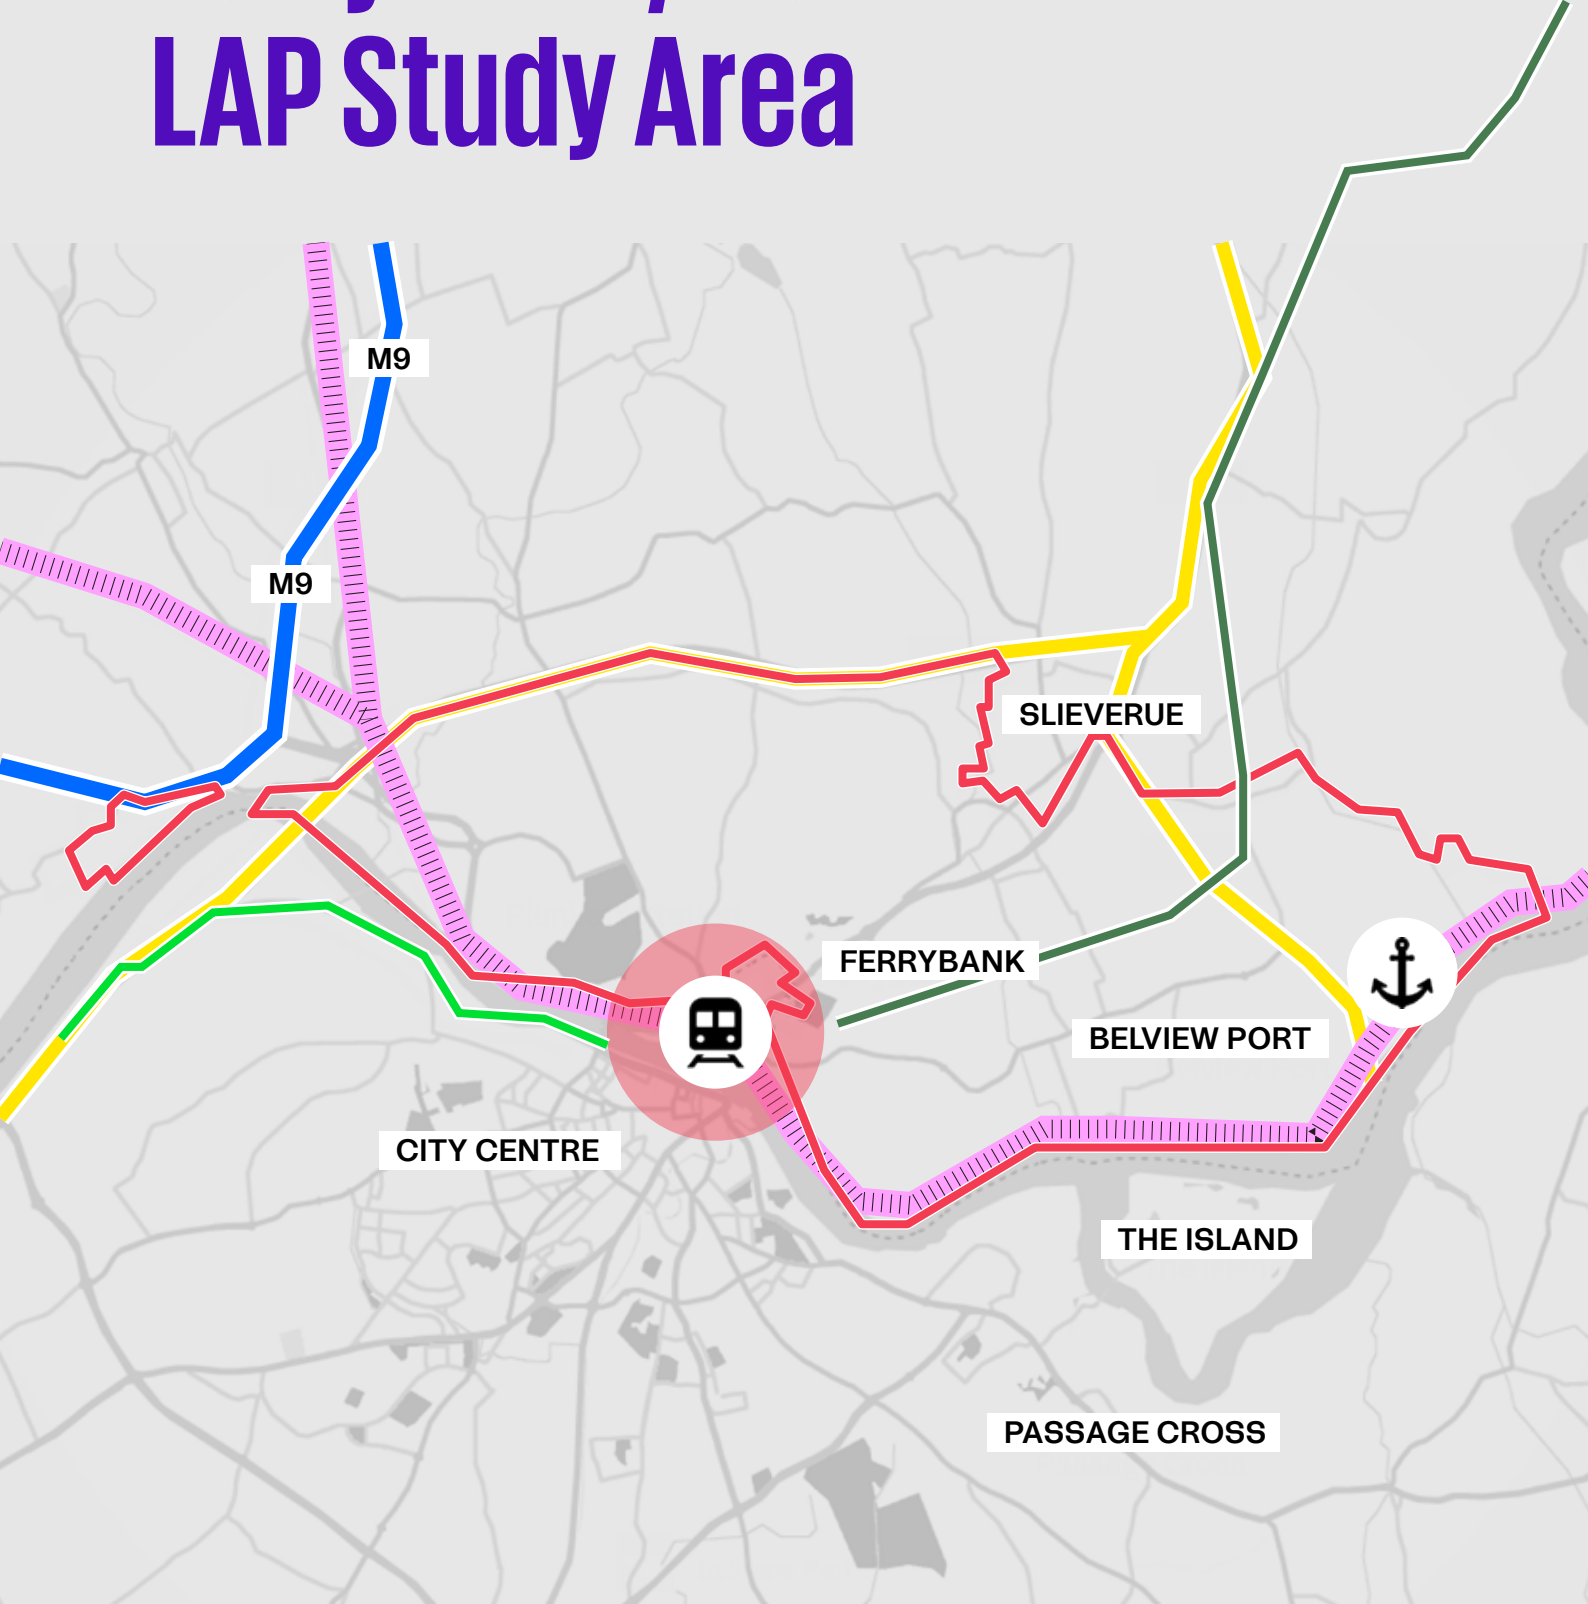 LAP Study Area
M9
M9
SLIEVERUE
FERRYBANK
BELVIEW PORT
CITY CENTRE
THE ISLAND
PASSAGE CROSS